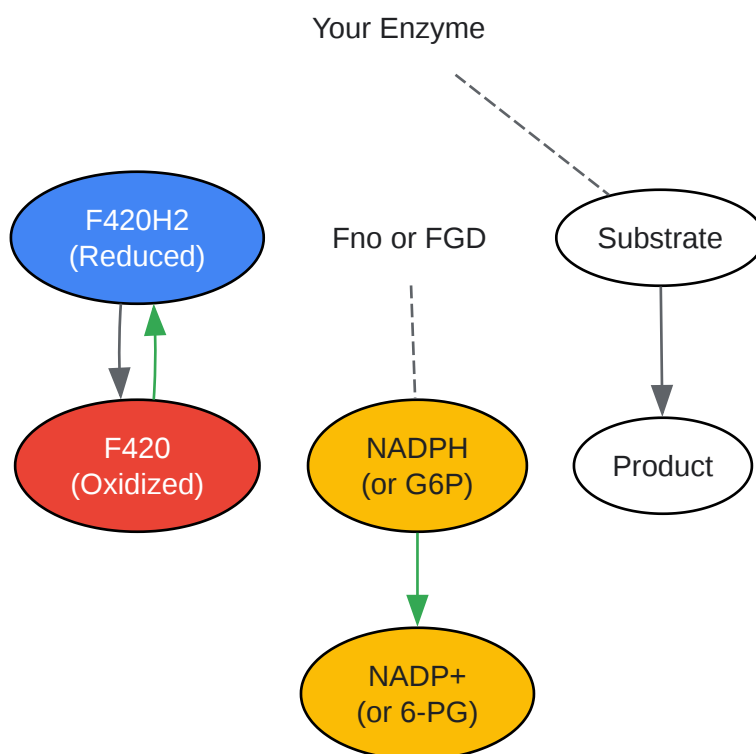 Your Enzyme
F420H2
(Reduced)
Fno or FGD
Substrate
F420
(Oxidized)
NADPH
(or G6P)
Product
NADP+
(or 6-PG)